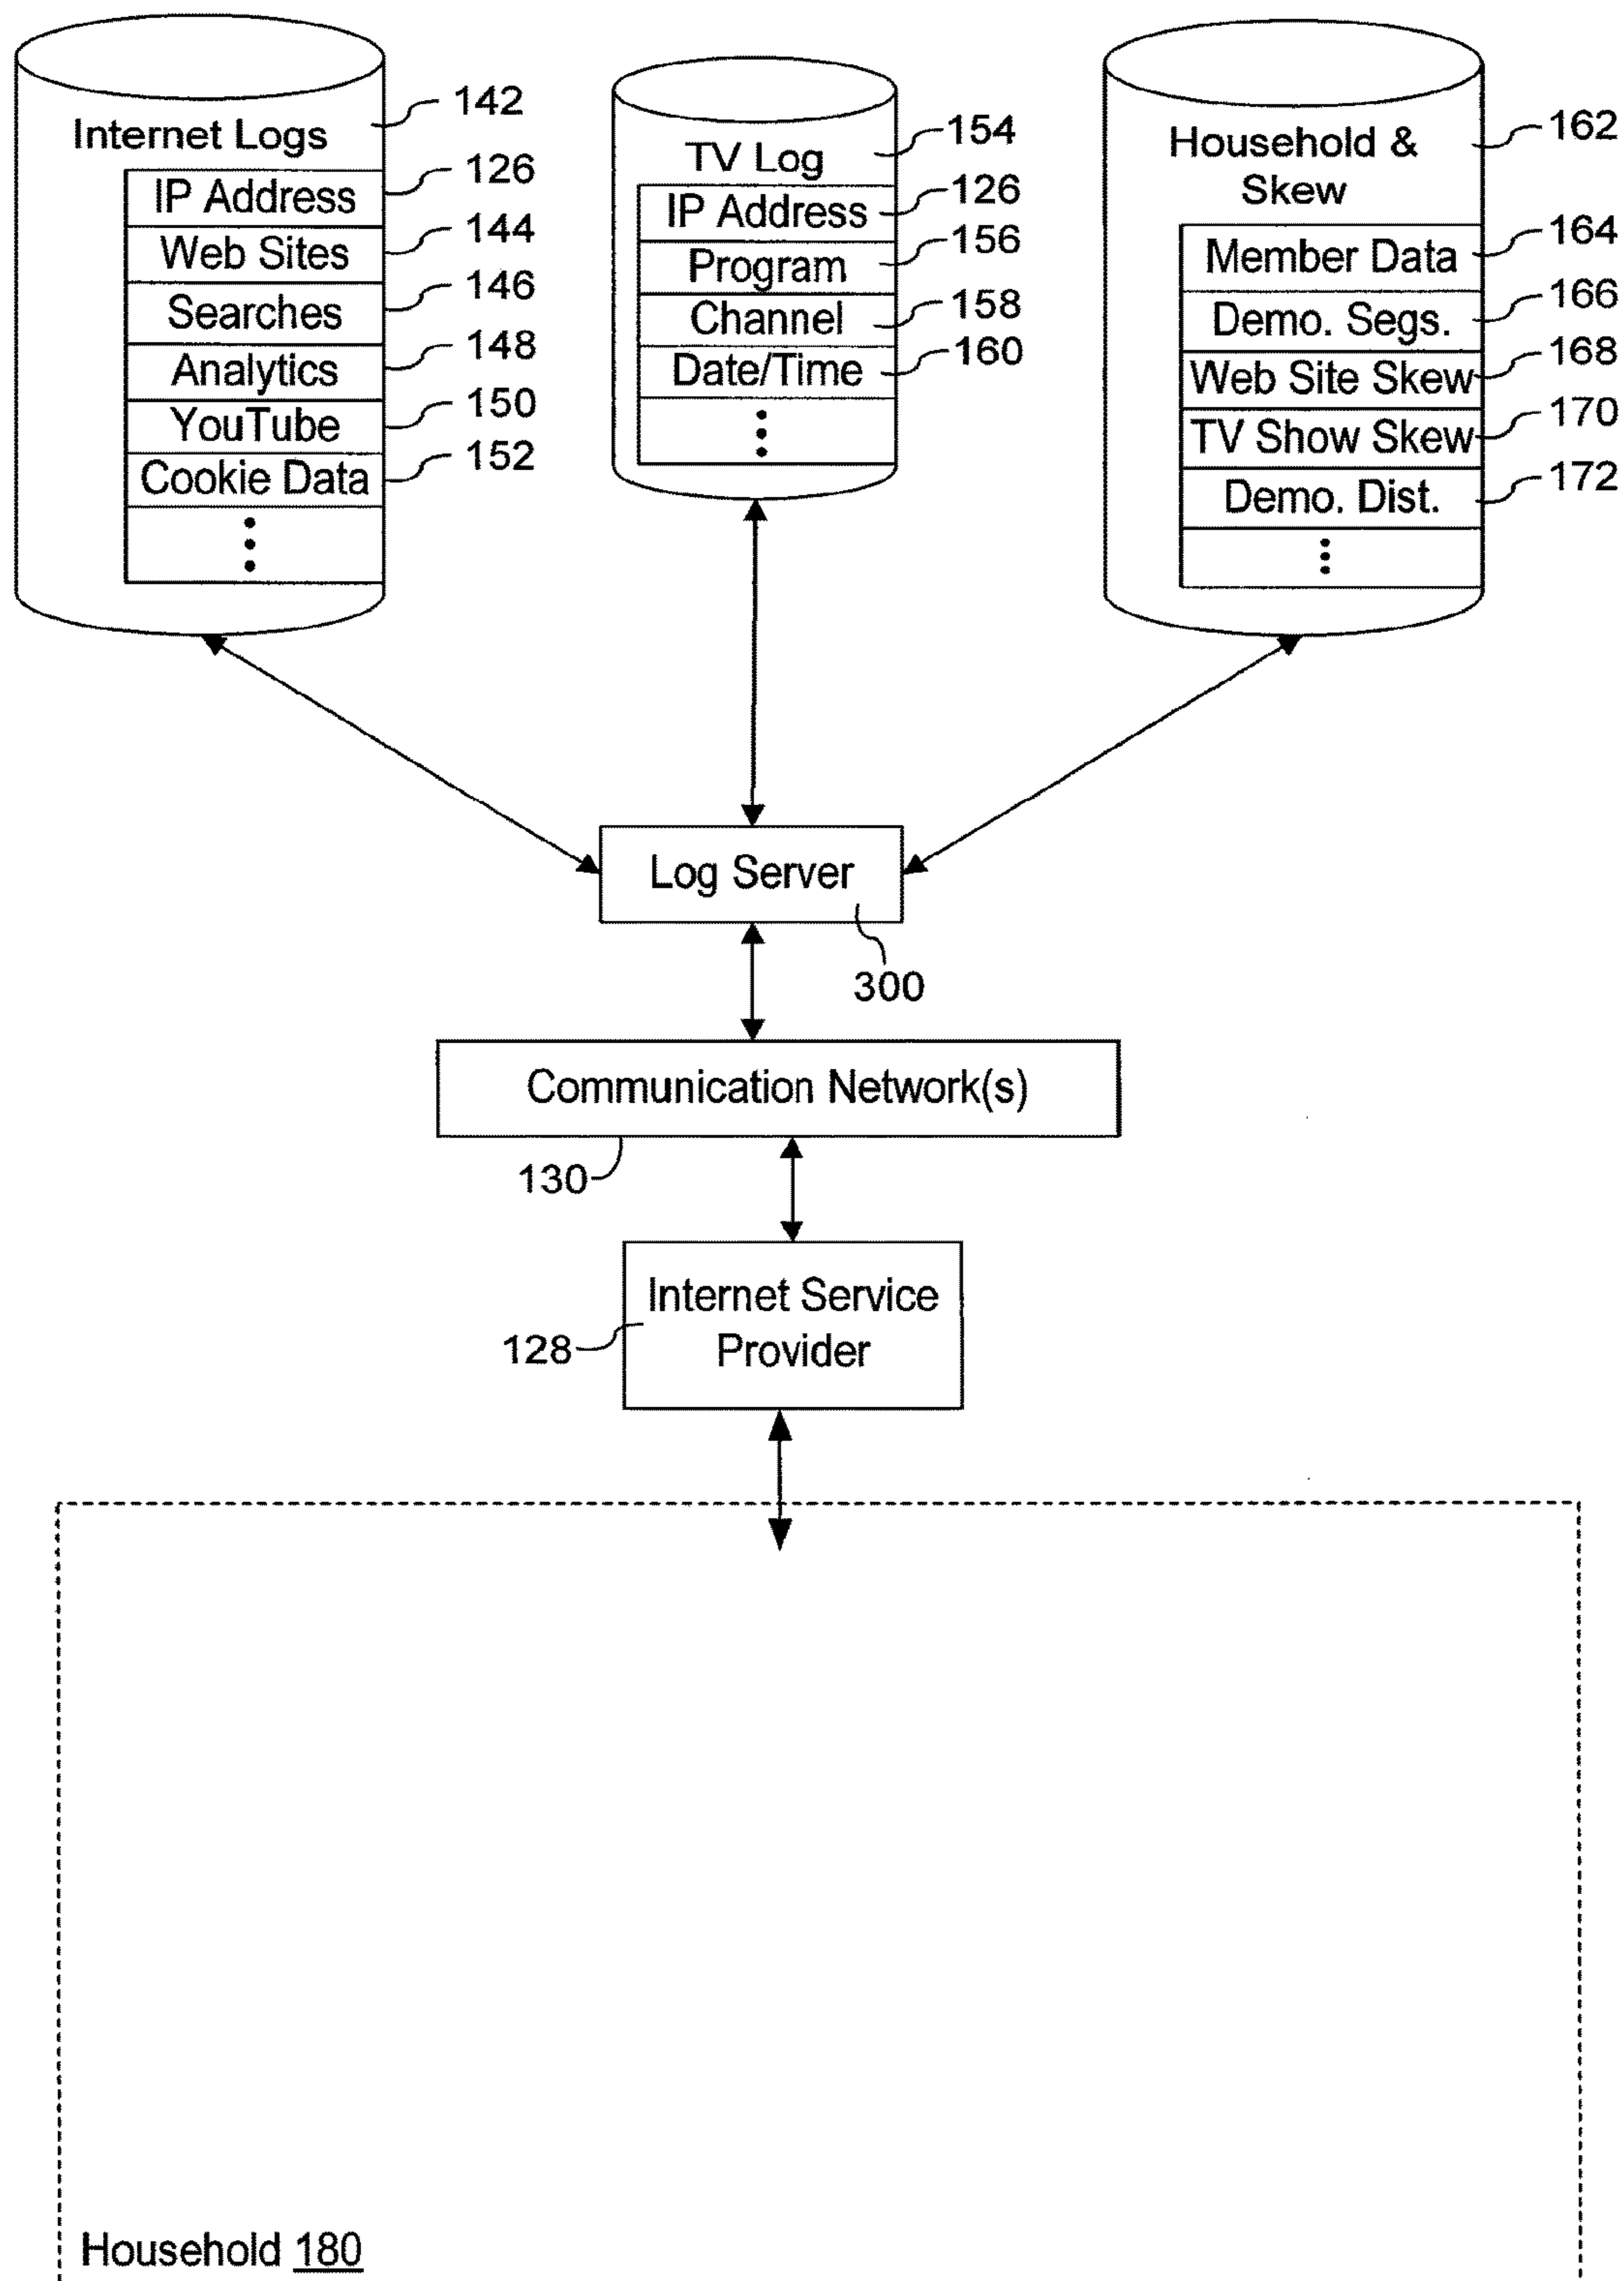 Internet Logs
142
IP Address
126
Web Sites
144
Searches
146
Analytics
148
YouTube
150
Cookie Data
152
TV Log
154
IP Address
126
Program
156
Channel
158
Date/Time
160
Household &
Skew
162
Member Data
164
Demo. Segs.
166
Web Site Skew
168
TV Show Skew
170
Demo. Dist.
172
Log Server
300
Communication Network(s)
130
Internet Service
Provider
128
Household 180